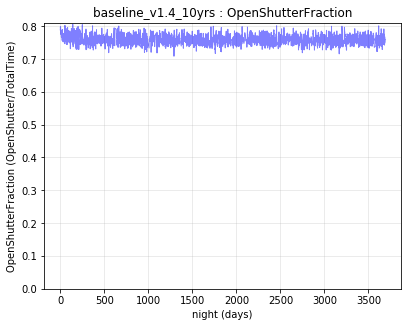 baseline_v1.4_10yrs : OpenShutterFraction
OpenShutterFraction (OpenShutter/TotalTime)
0.8
0.7
0.6
0.5
0.4
0.3
0.2
0.1
0.0
0 500 1000 1500 2000 2500 3000 3500
night (days)